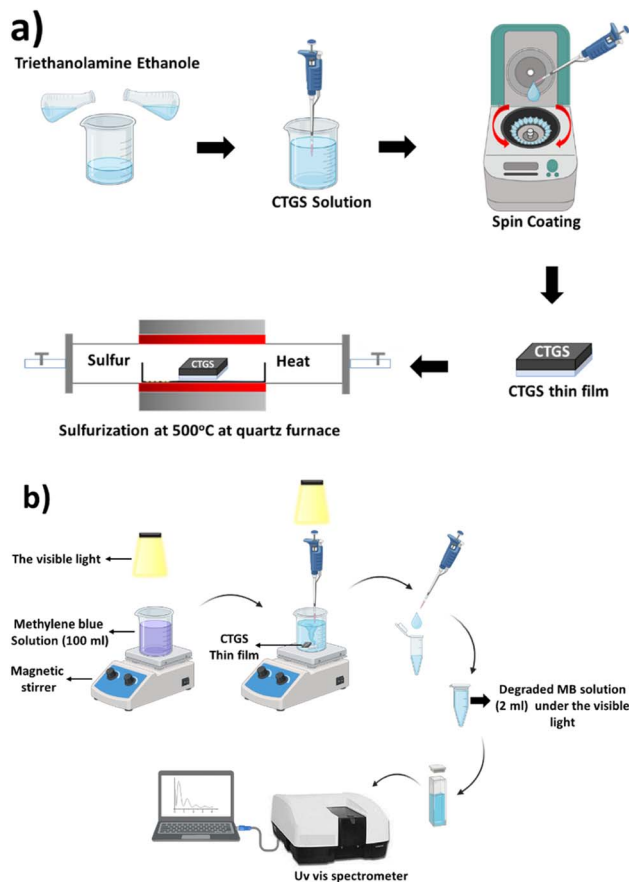 a)
Triethanolamine Ethanole
CTGS Solution
Spin Coating
Sulfur
CTGS
Heat
Sulfurization at 500°C at quartz furnace
CTGS
CTGS thin film
b)
The visible light
Methylene blue
Solution (100 ml)
Magnetic
stirrer
CTGS
Thin film
Degraded MB solution
(2 ml) under the visible
light
Uv vis spectrometer